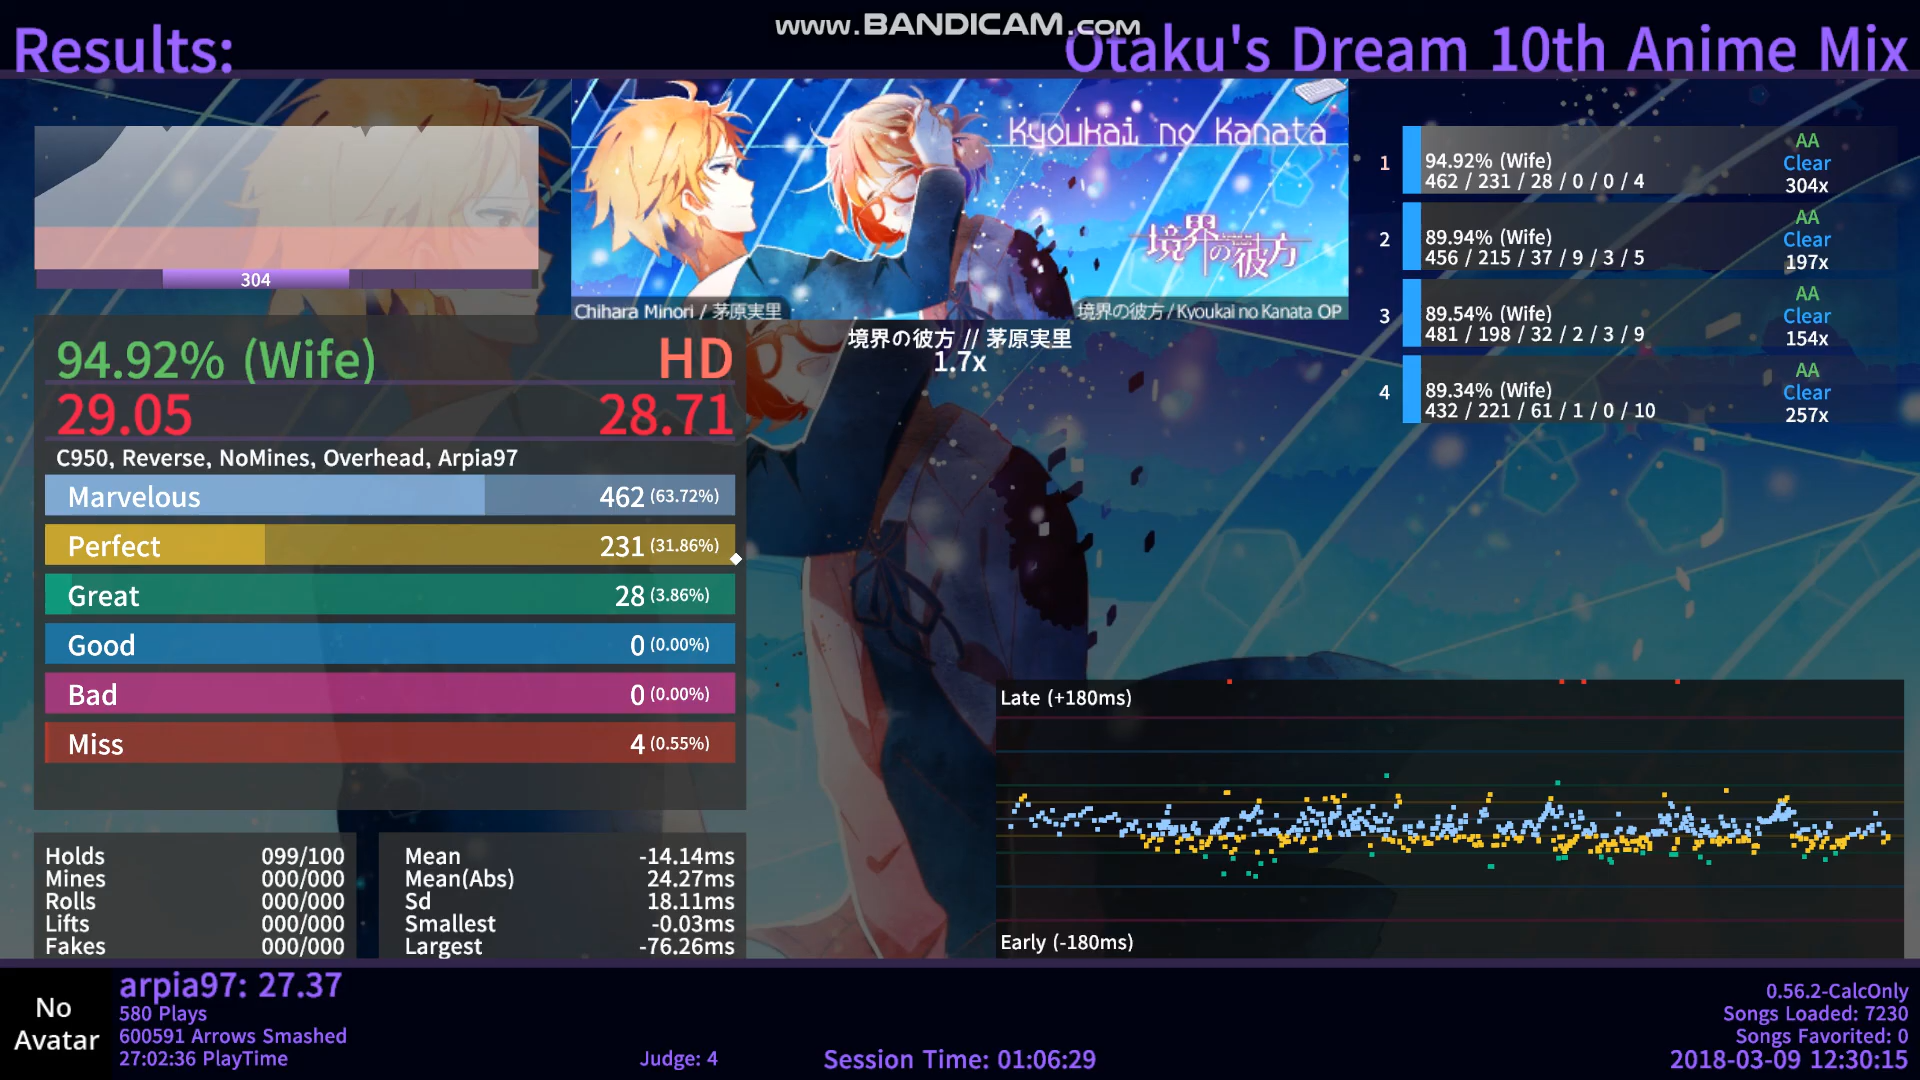 www.BANDICAM.com
Results:
Otaku's Dream 10th Anime Mix
304
Kyoukai no Kanata
境界の彼方
Chihara Minori / 茅原実里
境界の彼方 / Kyoukai no Kanata OP
境界の彼方 // 茅原実里
1.7x
1
94.92% (Wife)
462 / 231 / 28 / 0 / 0 / 4
AA
Clear
304x
2
89.94% (Wife)
456 / 215 / 37 / 9 / 3 / 5
AA
Clear
197x
3
89.54% (Wife)
481 / 198 / 32 / 2 / 3 / 9
AA
Clear
154x
4
89.34% (Wife)
432 / 221 / 61 / 1 / 0 / 10
AA
Clear
257x
94.92% (Wife) HD
29.05 28.71
C950, Reverse, NoMines, Overhead, Arpia97
Marvelous 462 (63.72%)
Perfect 231 (31.86%)
Great 28 (3.86%)
Good 0 (0.00%)
Bad 0 (0.00%)
Miss 4 (0.55%)
Holds 099/100
Mines 000/000
Rolls 000/000
Lifts 000/000
Fakes 000/000
Mean -14.14ms
Mean(Abs) 24.27ms
Sd 18.11ms
Smallest -0.03ms
Largest -76.26ms
Late (+180ms)
Early (-180ms)
No
Avatar
arpia97: 27.37
580 Plays
600591 Arrows Smashed
27:02:36 PlayTime
Judge: 4
Session Time: 01:06:29
0.56.2-CalcOnly
Songs Loaded: 7230
Songs Favorited: 0
2018-03-09 12:30:15